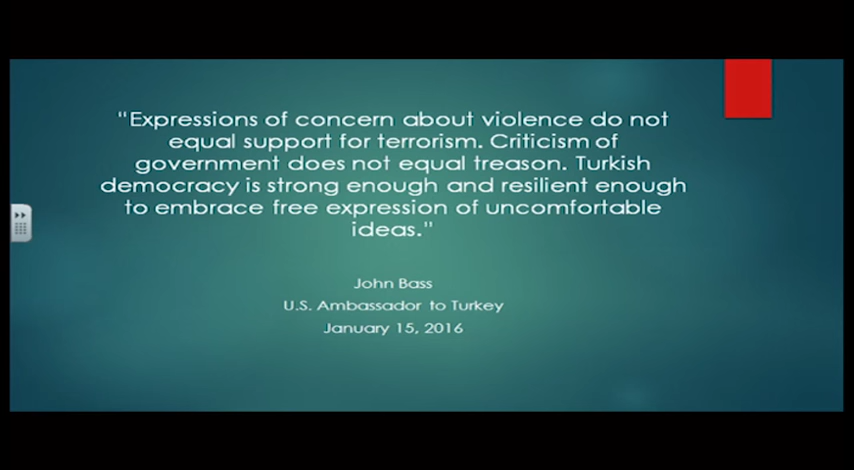 "Expressions of concern about violence do not
equal support for terrorism. Criticism of
government does not equal treason. Turkish
democracy is strong enough and resilient enough
to embrace free expression of uncomfortable
ideas."
John Bass
U.S. Ambassador to Turkey
January 15, 2016